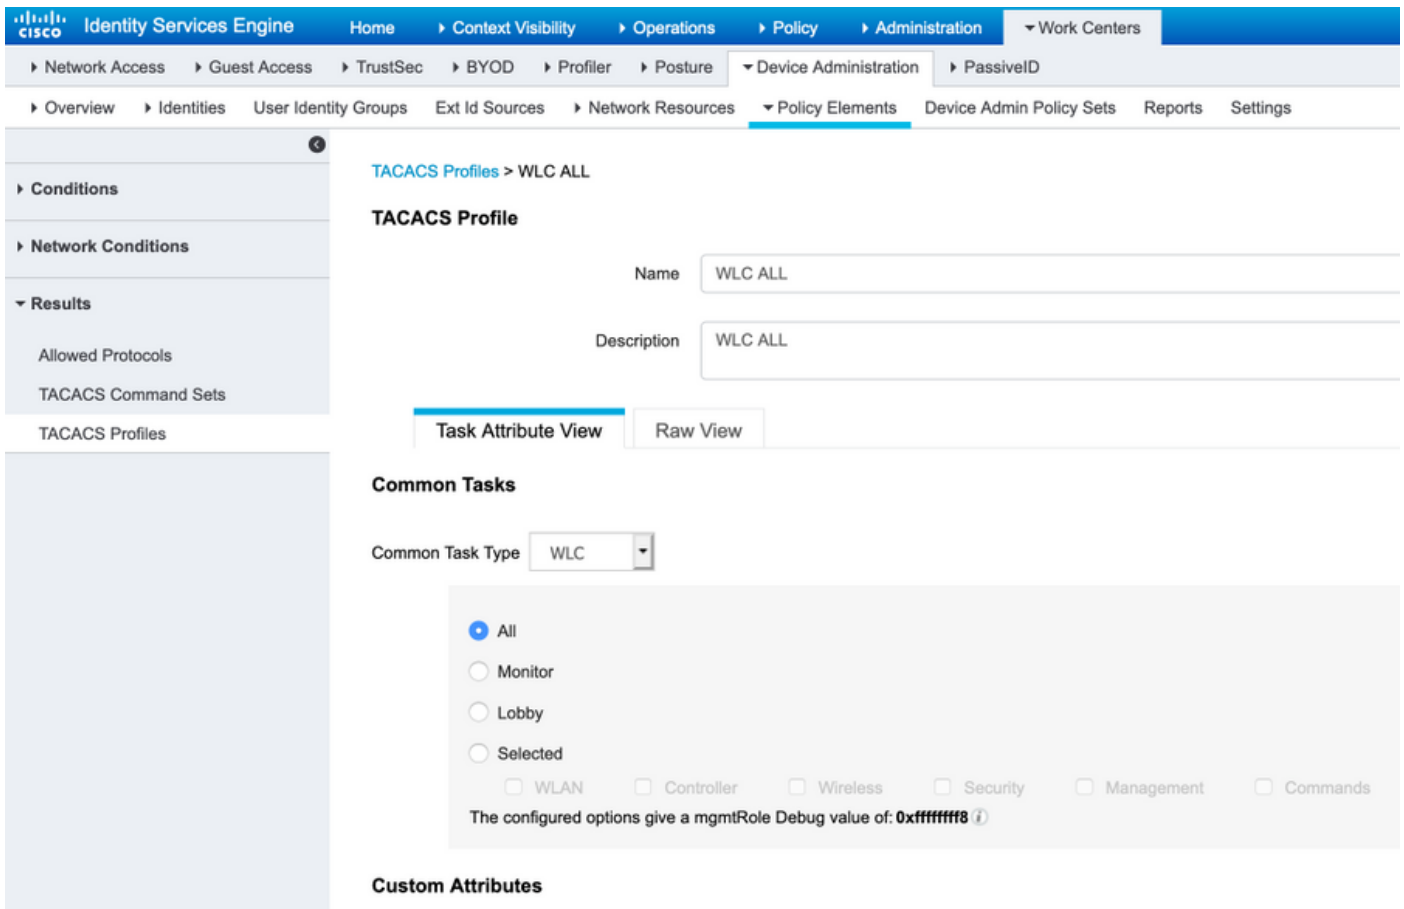 cisco Identity Services Engine Home Context Visibility Operations Policy Administration Work Centers
Network Access Guest Access TrustSec BYOD Profiler Posture Device Administration PassiveID
Overview Identities User Identity Groups Ext Id Sources Network Resources Policy Elements Device Admin Policy Sets Reports Settings
Conditions
Network Conditions
Results
Allowed Protocols
TACACS Command Sets
TACACS Profiles
TACACS Profiles > WLC ALL
TACACS Profile
Name WLC ALL
Description WLC ALL
Task Attribute View Raw View
Common Tasks
Common Task Type WLC
All
Monitor
Lobby
Selected
WLAN Controller Wireless Security Management Commands
The configured options give a mgmtRole Debug value of: 0xfffffff8
Custom Attributes